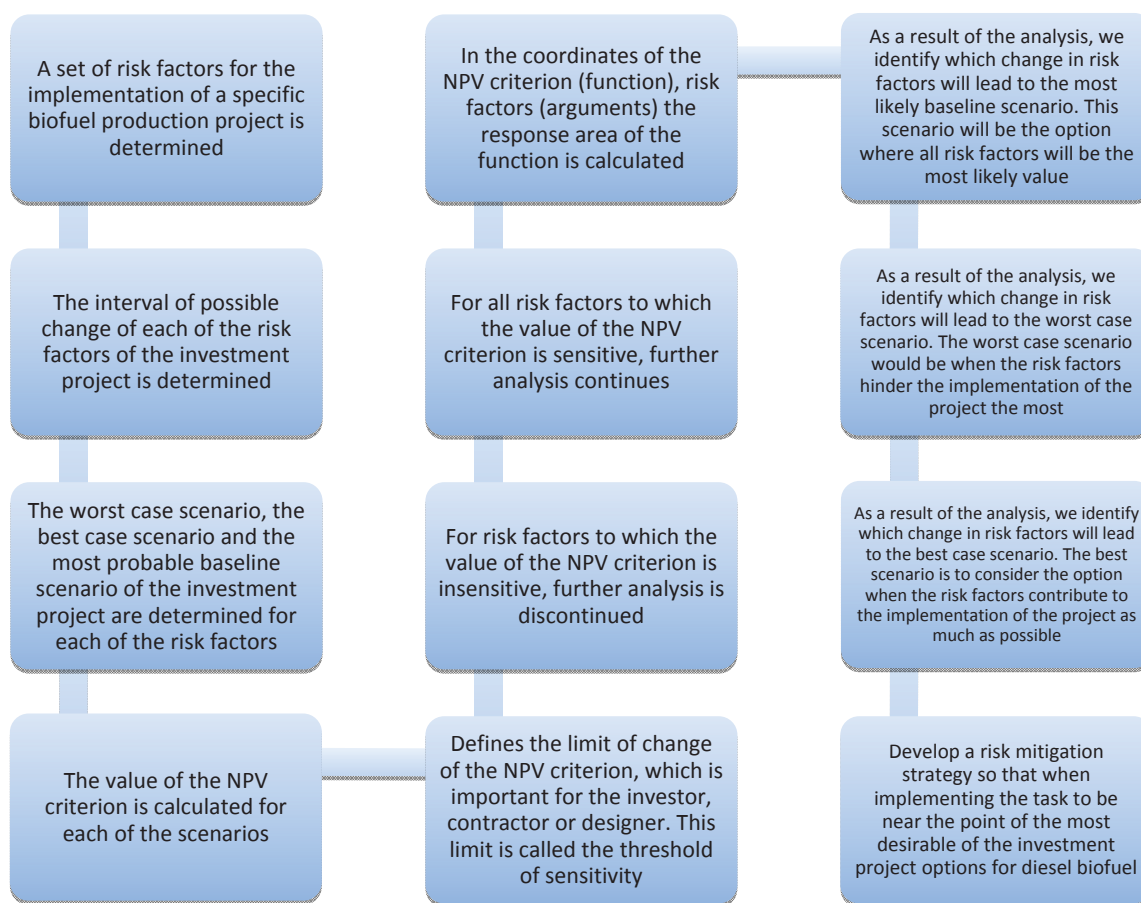 A set of risk factors for the
implementation of a specific
biofuel production project is
determined
The interval of possible
change of each of the risk
factors of the investment
project is determined
The worst case scenario, the
best case scenario and the
most probable baseline
scenario of the investment
project are determined for
each of the risk factors
The value of the NPV
criterion is calculated for
each of the scenarios
Defines the limit of change
of the NPV criterion, which is
important for the investor,
contractor or designer. This
limit is called the threshold
of sensitivity
For risk factors to which the
value of the NPV criterion is
insensitive, further analysis is
discontinued
For all risk factors to which
the value of the NPV
criterion is sensitive, further
analysis continues
In the coordinates of the
NPV criterion (function), risk
factors (arguments) the
response area of the
function is calculated
As a result of the analysis, we
identify which change in risk
factors will lead to the most
likely baseline scenario. This
scenario will be the option
where all risk factors will be the
most likely value
As a result of the analysis, we
identify which change in risk
factors will lead to the worst case
scenario. The worst case scenario
would be when the risk factors
hinder the implementation of the
project the most
As a result of the analysis, we identify
which change in risk factors will lead
to the best case scenario. The best
scenario is to consider the option
when the risk factors contribute to
the implementation of the project as
much as possible
Develop a risk mitigation
strategy so that when
implementing the task to be
near the point of the most
desirable of the investment
project options for diesel biofuel